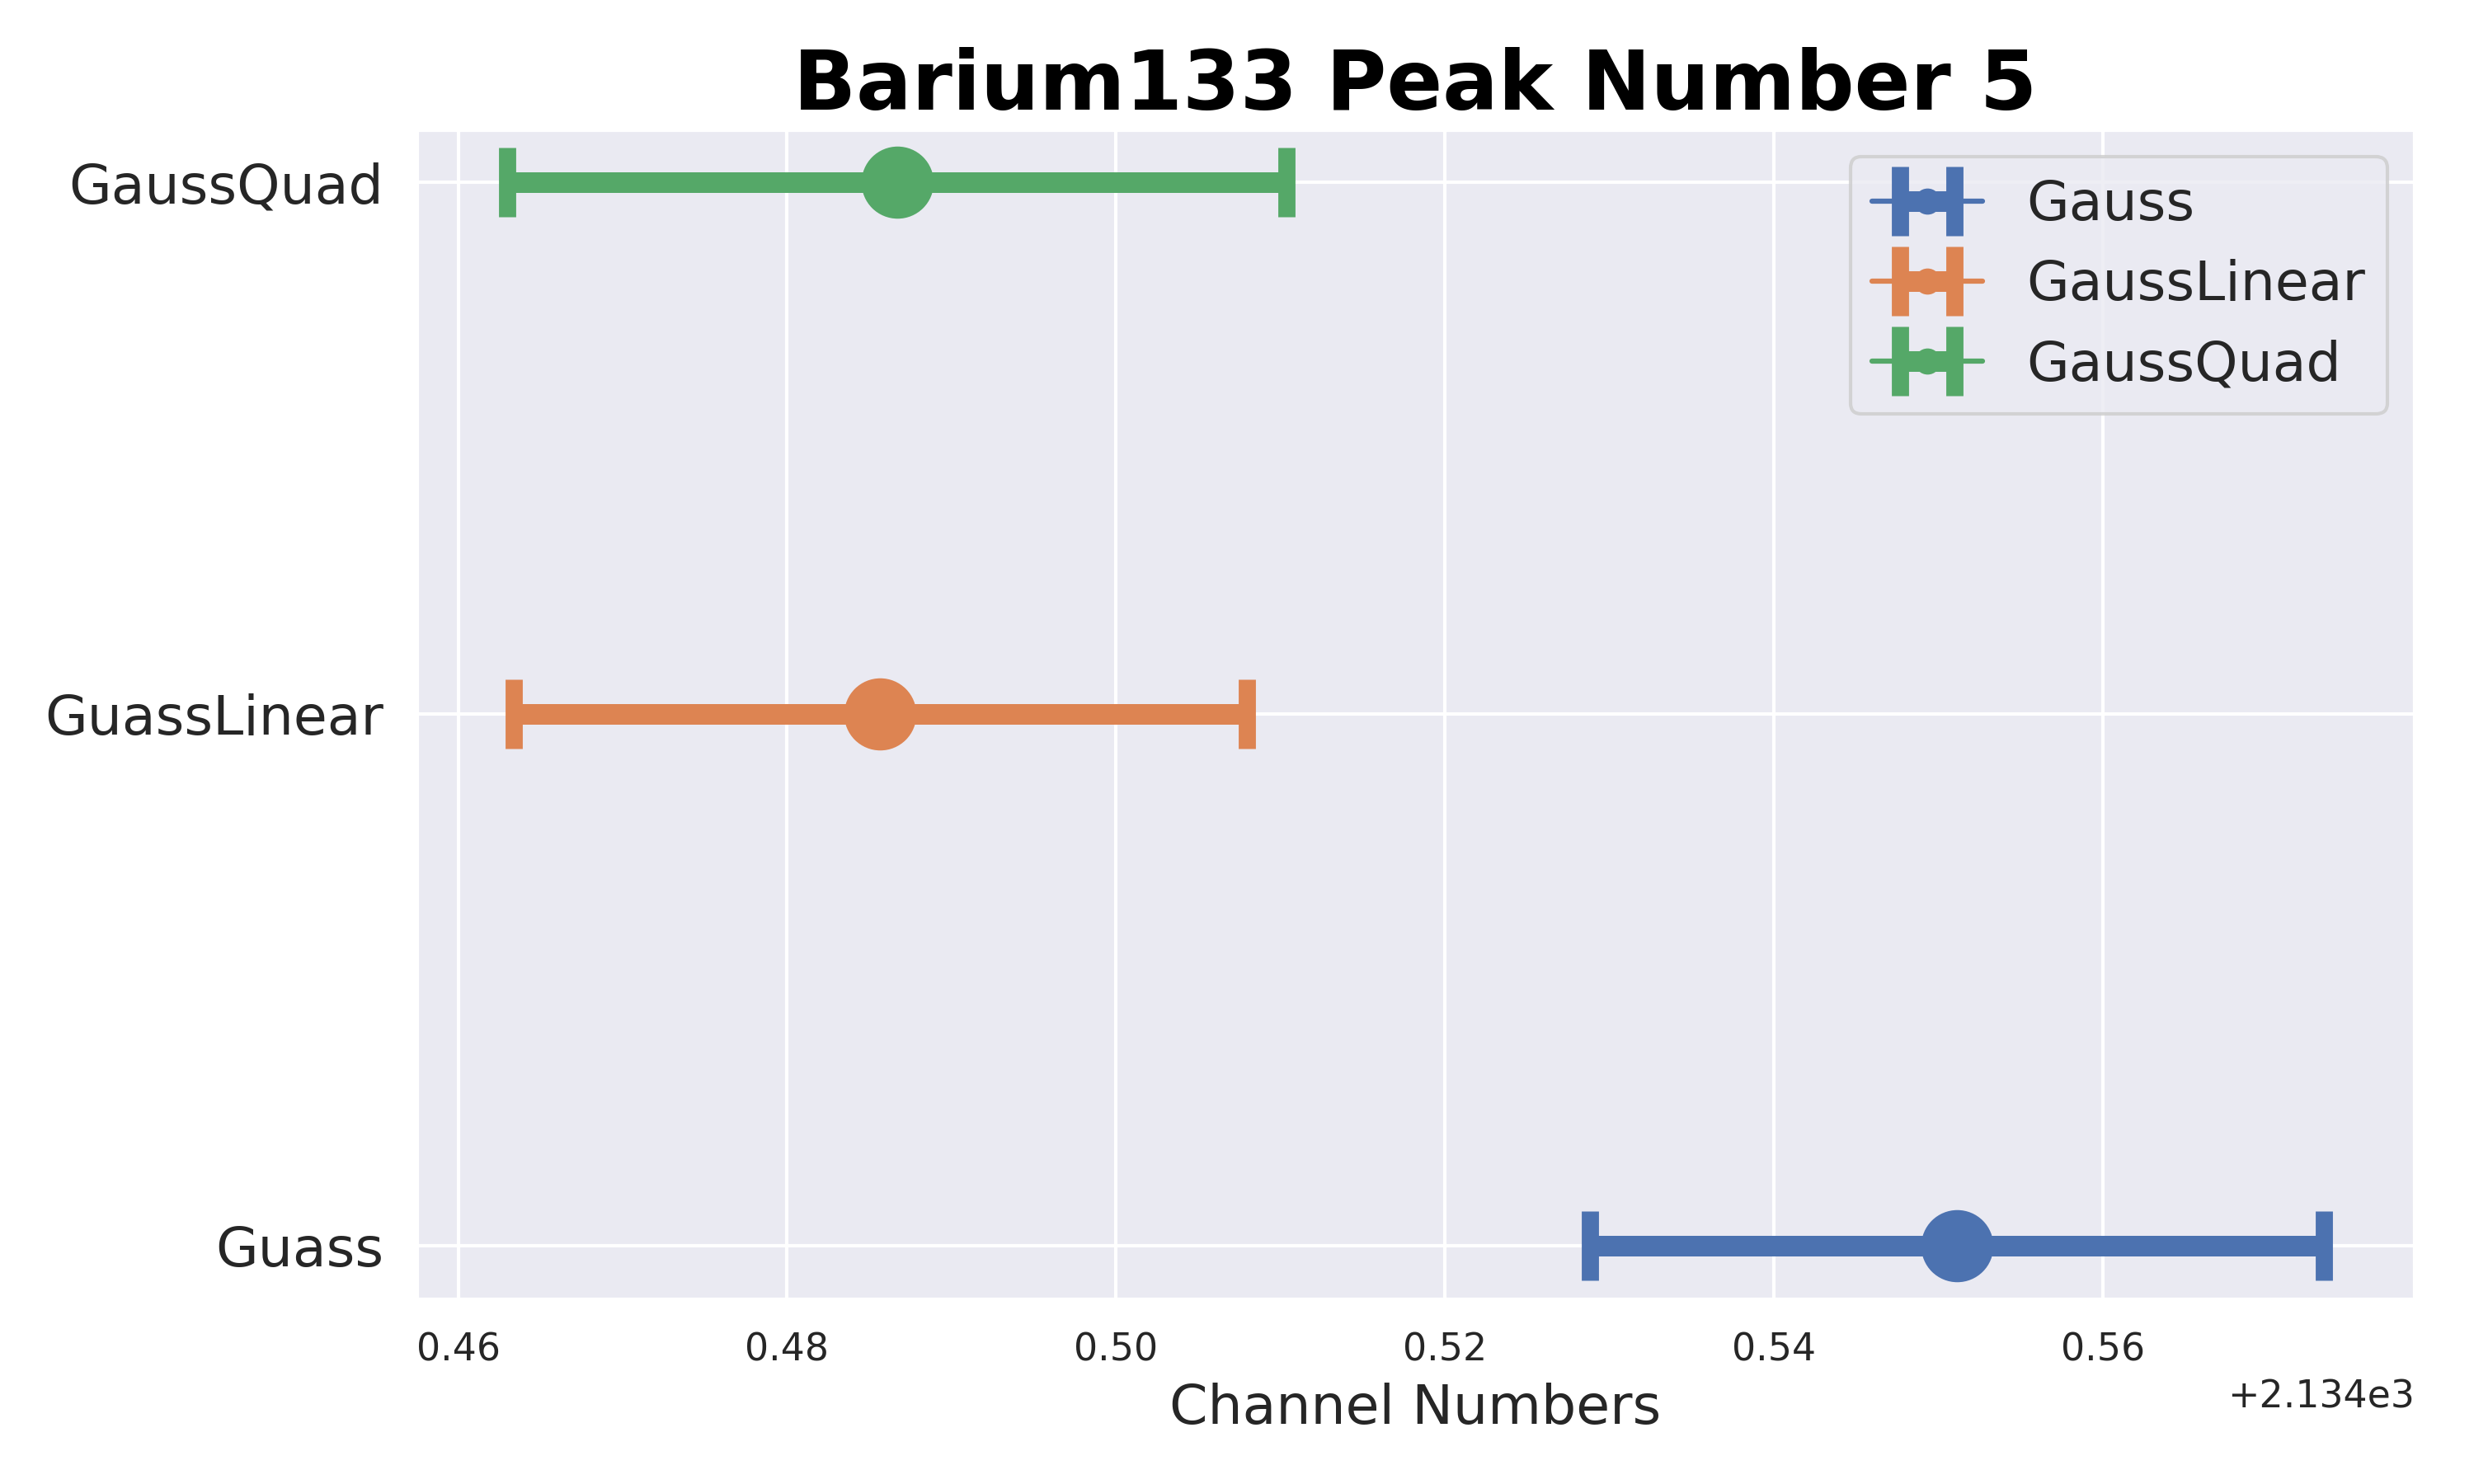 Barium133 Peak Number 5
GaussQuad
GuassLinear
Guass
Gauss
GaussLinear
GaussQuad
0.46 0.48 0.50 0.52 0.54 0.56
+2.134e3
Channel Numbers